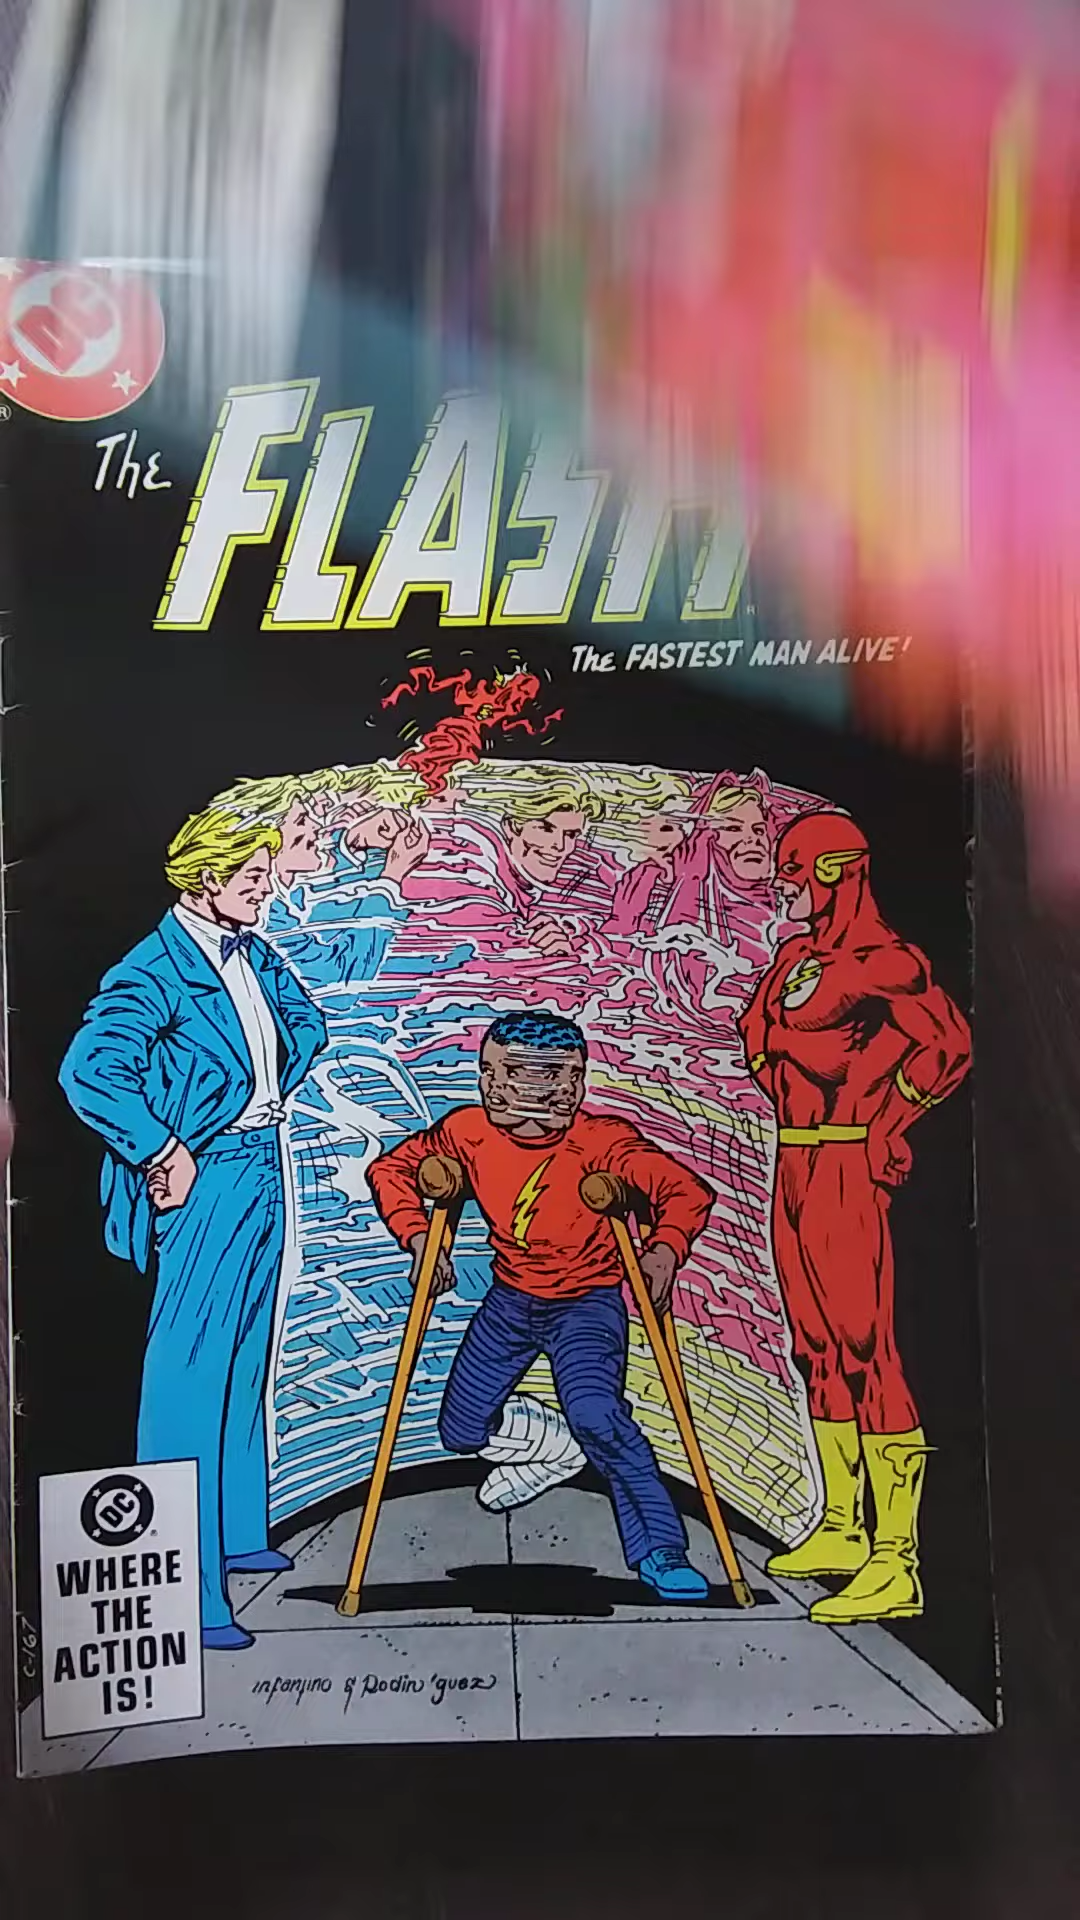 DC
R
The FLASH
R
The FASTEST MAN ALIVE!
DC
WHERE
THE
ACTION
IS!
C-167
infantino & Rodin'guez